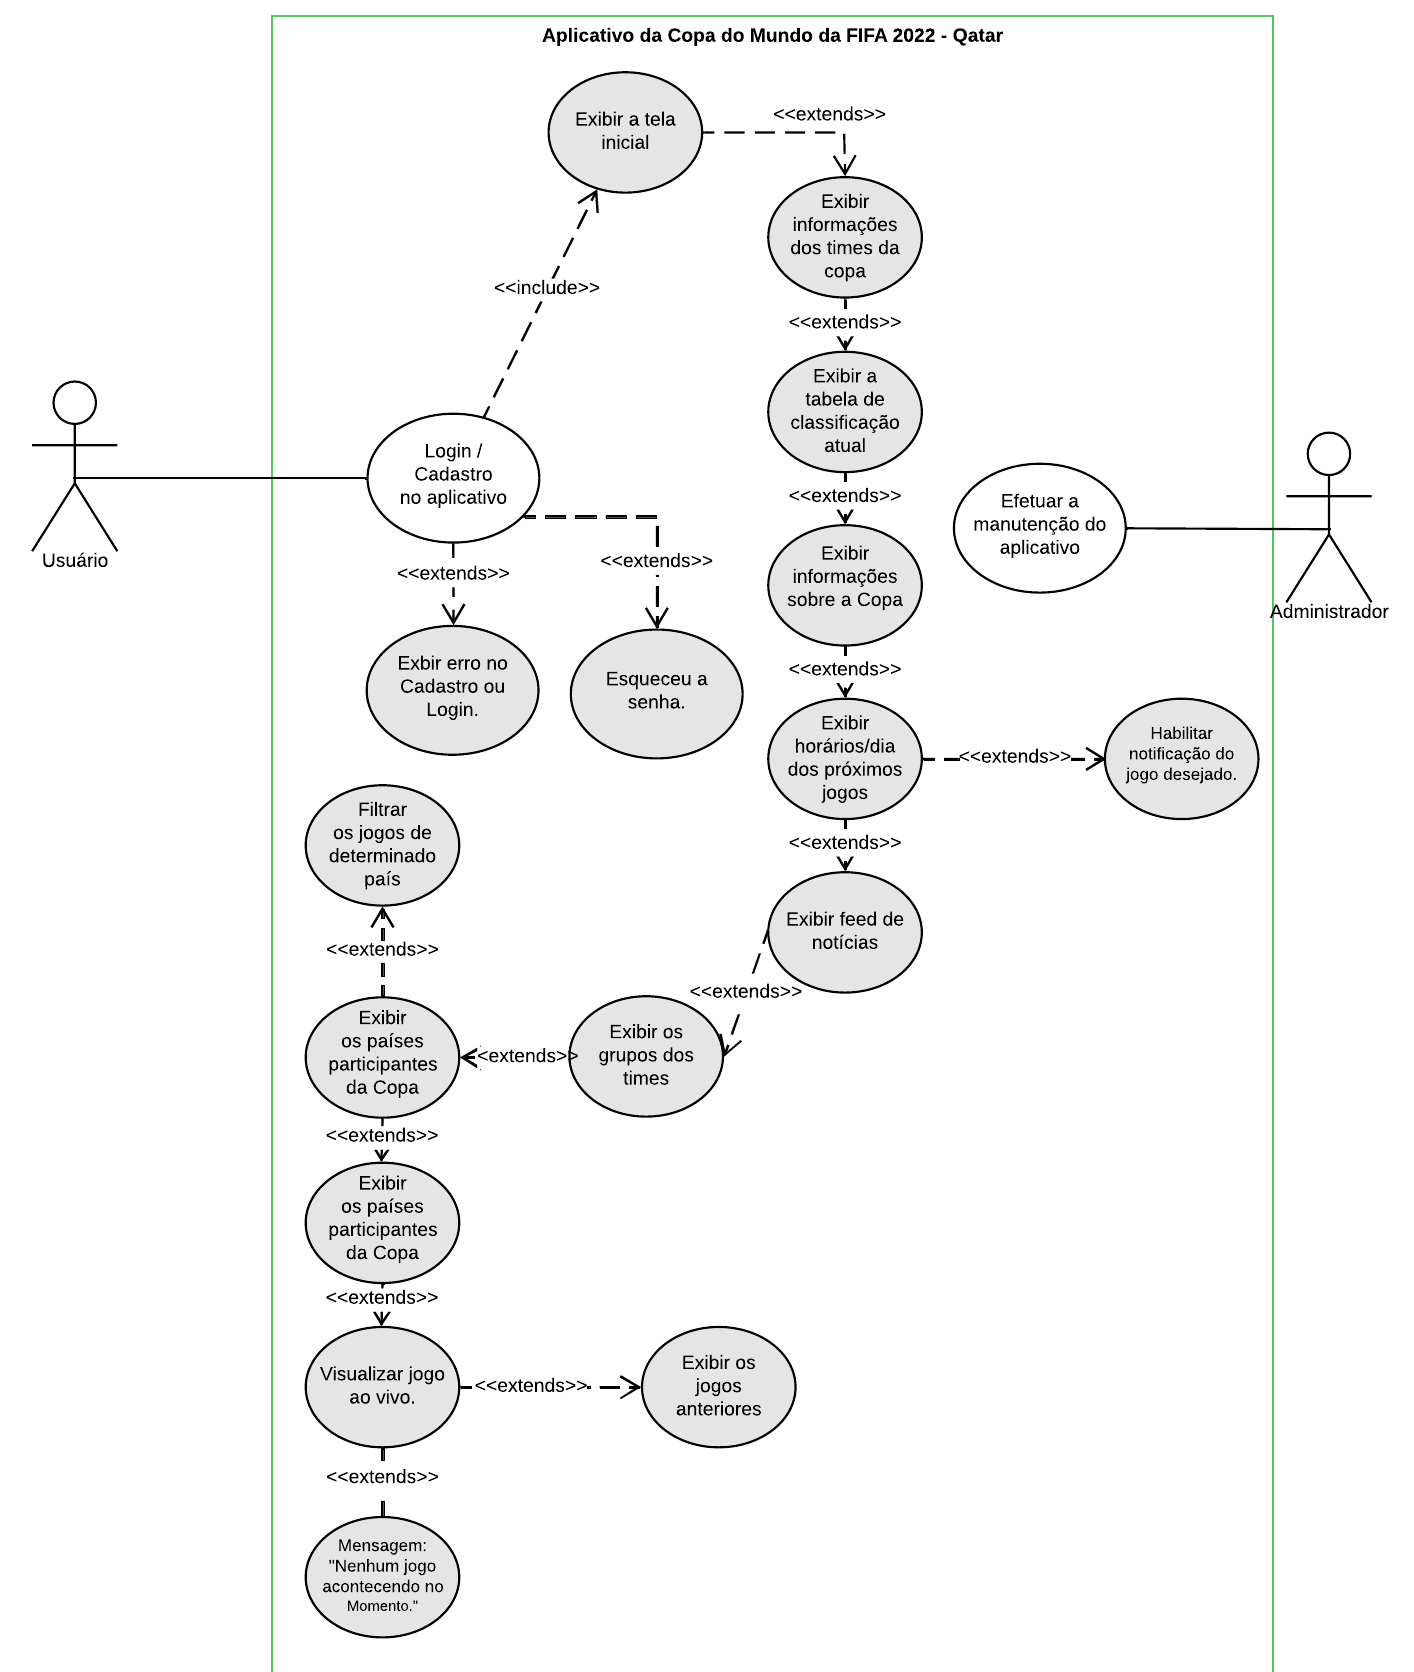 Aplicativo da Copa do Mundo da FIFA 2022 - Qatar
Exibir a tela
inicial
<<extends>>
Exibir
informações
dos times da
copa
<<include>>
<<extends>>
Exibir a
tabela de
classificação
atual
Login /
Cadastro
no aplicativo
Usuário
<<extends>>
<<extends>>
<<extends>>
Exibir
informações
sobre a Copa
Efetuar a
manutenção do
aplicativo
Administrador
Exbir erro no
Cadastro ou
Login.
Esqueceu a
senha.
<<extends>>
Exibir
horários/dia
dos próximos
jogos
<<extends>>
Habilitar
notificação do
jogo desejado.
<<extends>>
Filtrar
os jogos de
determinado
país
Exibir feed de
notícias
<<extends>>
<<extends>>
Exibir os
grupos dos
times
<extends>>
Exibir
os países
participantes
da Copa
<<extends>>
Exibir
os países
participantes
da Copa
<<extends>>
Visualizar jogo
ao vivo.
<<extends>>
Exibir os
jogos
anteriores
<<extends>>
Mensagem:
"Nenhum jogo
acontecendo no
Momento."